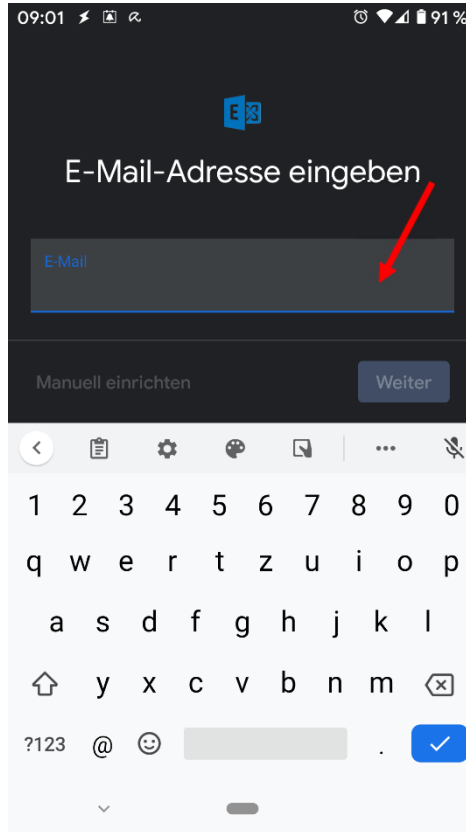 09:01 91 %
E
E-Mail-Adresse eingeben
E-Mail
Manuell einrichten Weiter
1 2 3 4 5 6 7 8 9 0
q w e r t z u i o p
a s d f g h j k l
y x c v b n m
?123 @ .